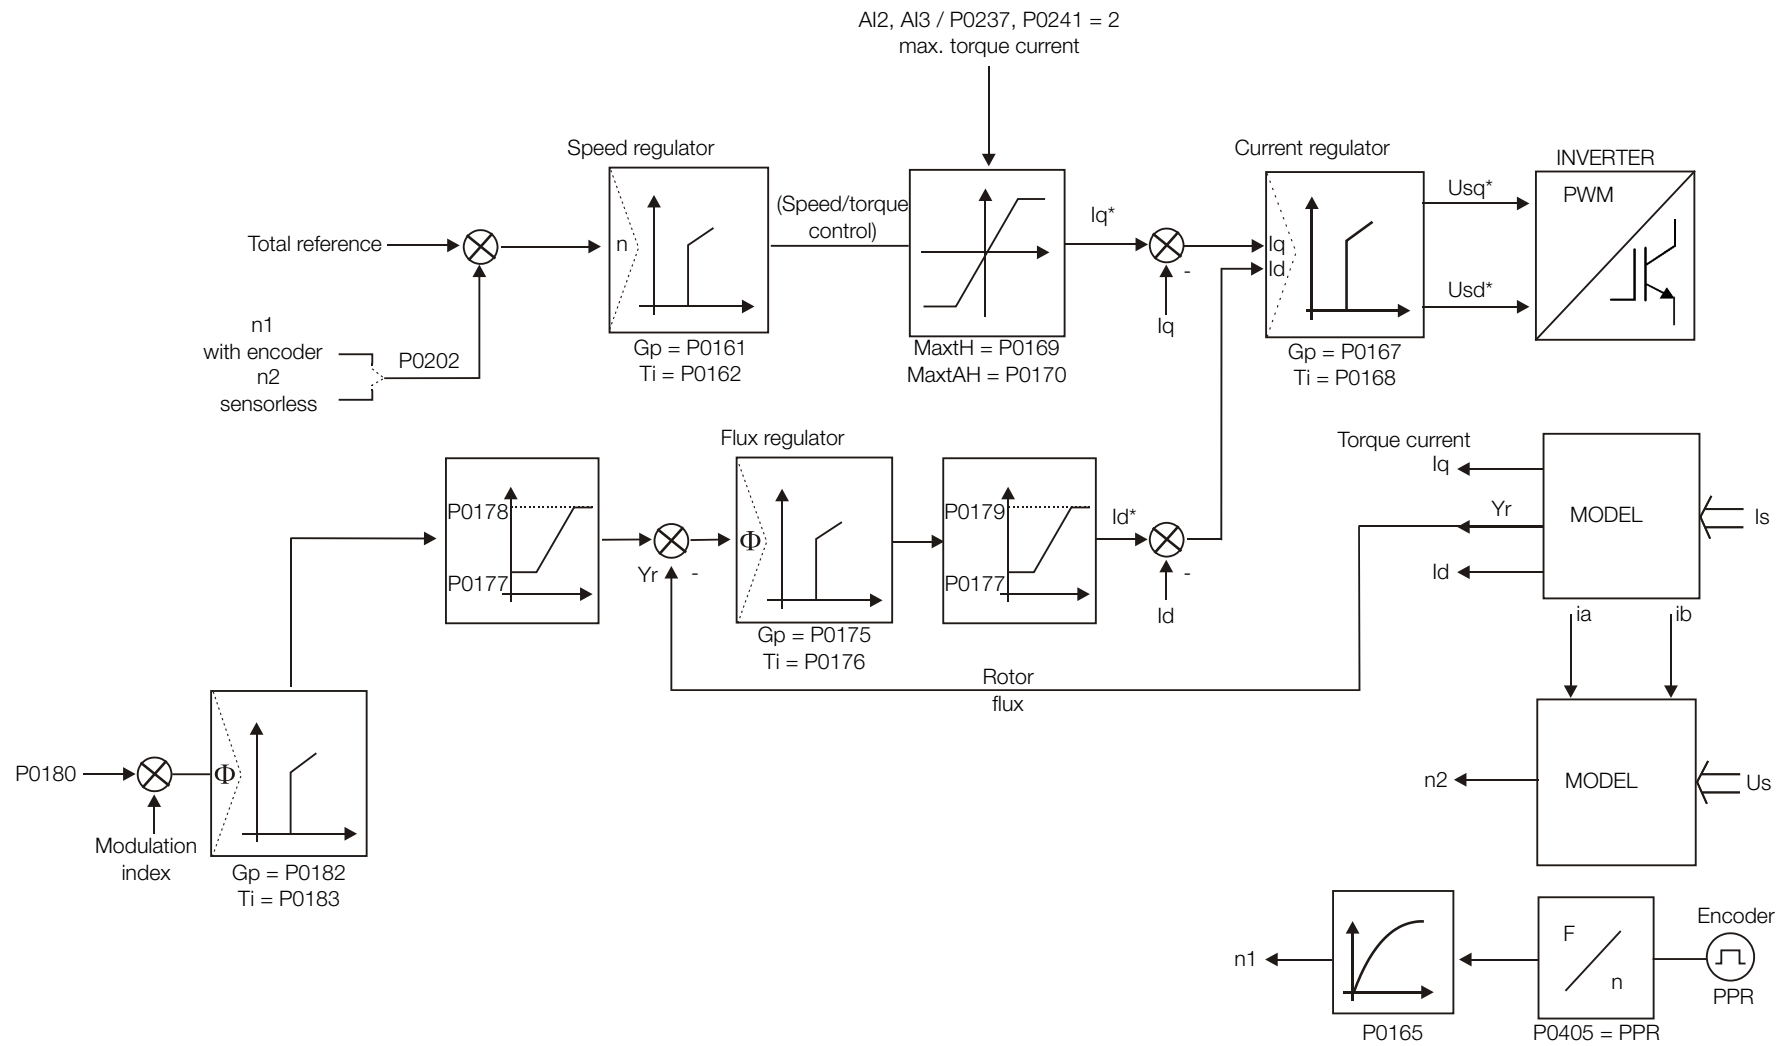 AI2, AI3 / P0237, P0241 = 2
max. torque current
Speed regulator
Current regulator
INVERTER
PWM
Usq*
Usd*
(Speed/torque
control)
Iq*
Total reference
n
Iq
Id
-
Iq
n1
with encoder
n2
sensorless
P0202
Gp = P0161
Ti = P0162
MaxtH = P0169
MaxtAH = P0170
Gp = P0167
Ti = P0168
Flux regulator
Torque current
Iq
Yr
Id
MODEL
Is
P0178
P0177
Yr
-
Φ
P0179
P0177
Id*
-
Id
Gp = P0175
Ti = P0176
ia
ib
Rotor
flux
P0180
Φ
Modulation
index
Gp = P0182
Ti = P0183
n2
MODEL
Us
n1
P0165
F
n
P0405 = PPR
Encoder
PPR